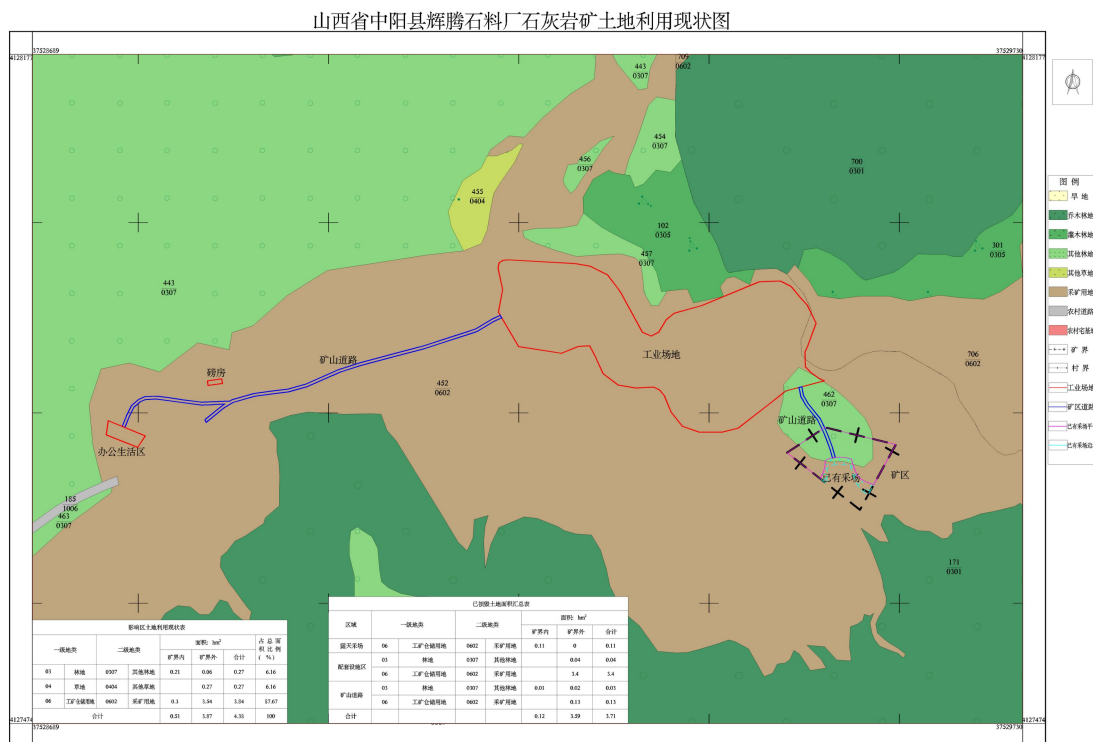 山西省中阳县辉腾石料厂石灰岩矿土地利用现状图
37528689
37529730
4128177
4128177
443
0307
709
0602
454
0307
456
0307
700
0301
455
0404
102
0305
457
0307
301
0305
443
0307
矿山道路
工业场地
磅房
452
0602
706
0602
462
0307
矿山道路
办公生活区
已有采场
矿区
185
1006
463
0307
171
0301
图 例
旱 地
乔木林地
灌木林地
其他林地
其他草地
采矿用地
农村道路
农村宅基地
矿 界
村 界
工业场地
矿区道路
已有采场平
已有采场边
影响区土地利用现状表
一级地类 二级地类 面积: hm² 占总面积比例(%)
矿界内 矿界外 合计
03 林地 0307 其他林地 0.21 0.06 0.27 6.16
04 草地 0404 其他草地 0.27 0.27 6.16
06 工矿仓储用地 0602 采矿用地 0.3 3.54 3.84 87.67
合计 0.51 3.87 4.38 100
已损毁土地面积汇总表
区域 一级地类 二级地类 面积: hm²
矿界内 矿界外 合计
露天采场 06 工矿仓储用地 0602 采矿用地 0.11 0 0.11
配套设施区 03 林地 0307 其他林地 0.04 0.04
06 工矿仓储用地 0602 采矿用地 3.4 3.4
矿山道路 03 林地 0307 其他林地 0.01 0.02 0.03
06 工矿仓储用地 0602 采矿用地 0.13 0.13
合计 0.12 3.59 3.71
4127474
4127474
37528689
37529730